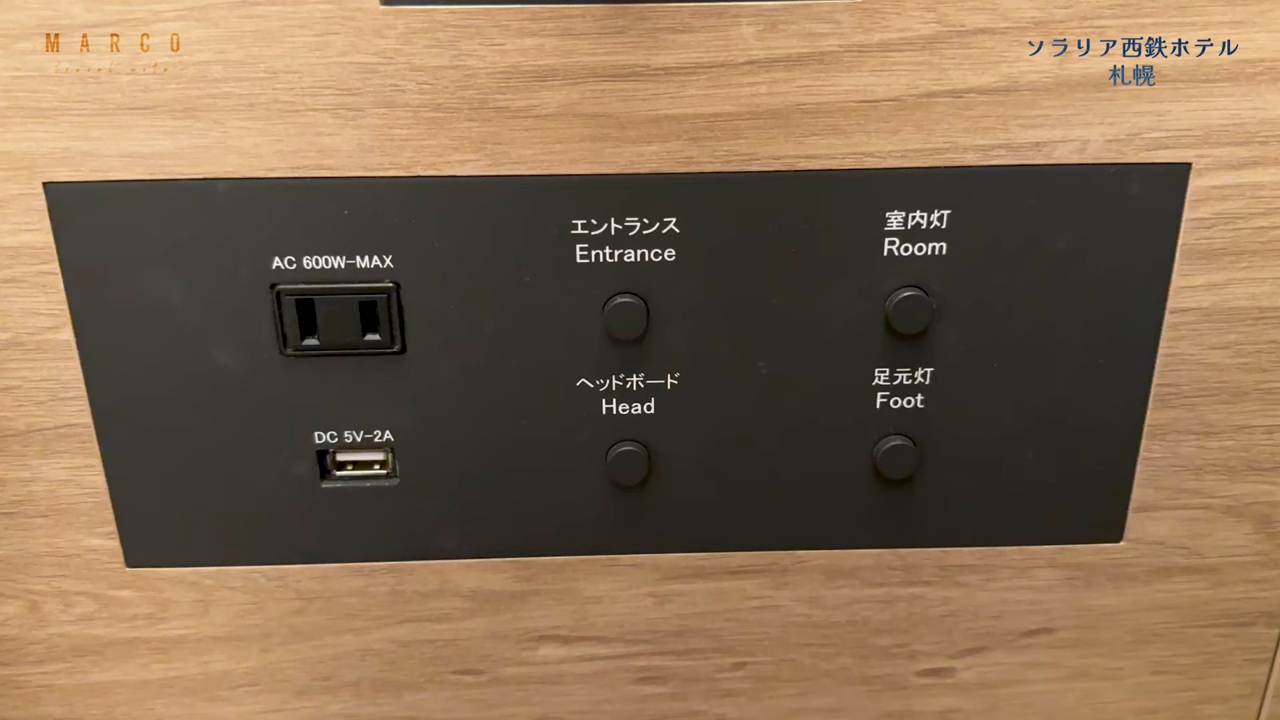 MARCO
ソラリア西鉄ホテル
札幌
AC 600W-MAX
DC 5V-2A
エントランス
Entrance
室内灯
Room
ヘッドボード
Head
足元灯
Foot